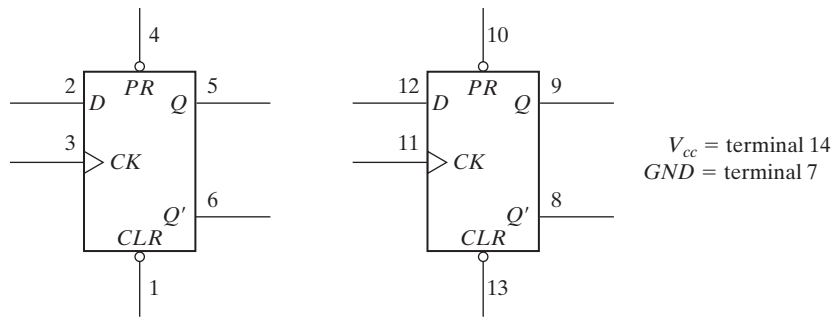 4 10
2 PR 5 12 PR 9
D Q D Q
3 11
CK CK
V_cc = terminal 14
GND = terminal 7
6 8
Q′ Q′
CLR CLR
1 13